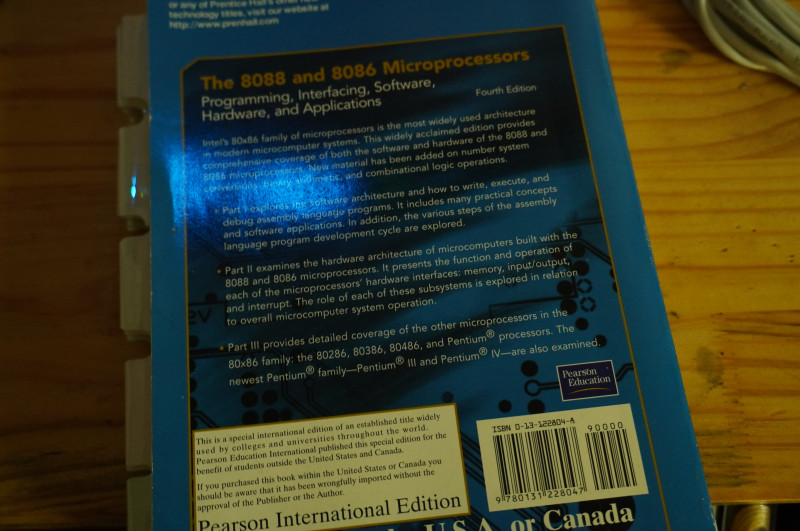 or any of Prentice Hall's other
technology titles, visit our website at
http://www.prenhall.com
The 8088 and 8086 Microprocessors
Programming, Interfacing, Software,
Hardware, and Applications
Fourth Edition
Intel's 80x86 family of microprocessors is the most widely used architecture
in modern microcomputer systems. This widely acclaimed edition provides
comprehensive coverage of both the software and hardware of the 8088 and
8086 microprocessors. New material has been added on number system
conversions, binary arithmetic, and combinational logic operations.
• Part I explores the software architecture and how to write, execute, and
debug assembly language programs. It includes many practical concepts
and software applications. In addition, the various steps of the assembly
language program development cycle are explored.
• Part II examines the hardware architecture of microcomputers built with the
8088 and 8086 microprocessors. It presents the function and operation of
each of the microprocessors' hardware interfaces: memory, input/output,
and interrupt. The role of each of these subsystems is explored in relation
to overall microcomputer system operation.
• Part III provides detailed coverage of the other microprocessors in the
80x86 family: the 80286, 80386, 80486, and Pentium® processors. The
newest Pentium® family—Pentium® III and Pentium® IV—are also examined.
Pearson
Education
This is a special international edition of an established title widely
used by colleges and universities throughout the world.
Pearson Education International published this special edition for the
benefit of students outside the United States and Canada.
If you purchased this book within the United States or Canada you
should be aware that it has been wrongfully imported without the
approval of the Publisher or the Author.
Pearson International Edition
ISBN 0-13-122804-A
90000
9 780131 228047
U.S.A. or Canada